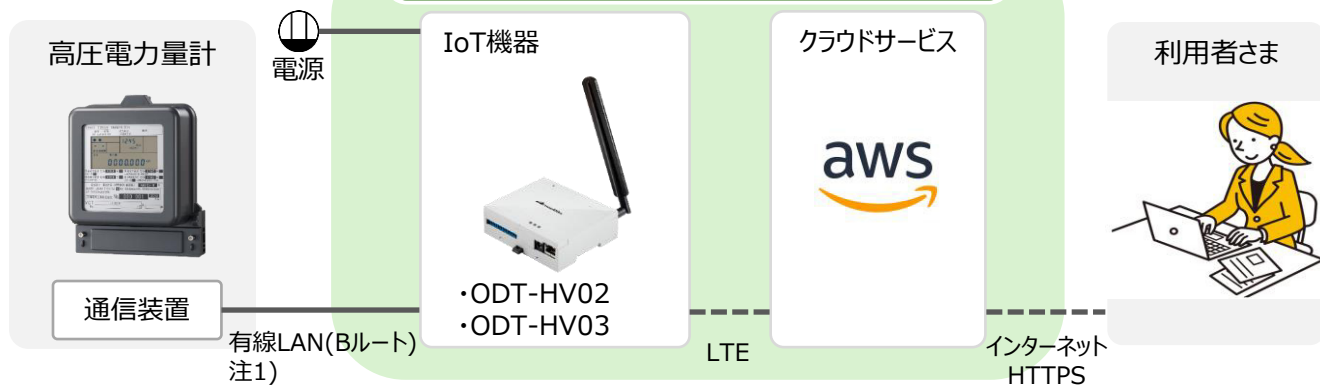 高圧電力量計
電源
IoT機器
クラウドサービス
利用者さま
aws
・ODT-HV02
・ODT-HV03
通信装置
有線LAN(Bルート)
注1)
LTE
インターネット
HTTPS